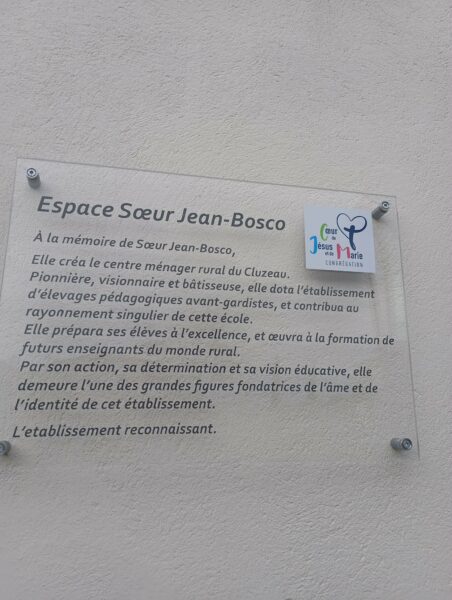 Espace Sœur Jean-Bosco
Cœur
de
Jésus
et de
Marie
CONGRÉGATION
À la mémoire de Sœur Jean-Bosco,
Elle créa le centre ménager rural du Cluzeau.
Pionnière, visionnaire et bâtisseuse, elle dota l'établissement
d'élevages pédagogiques avant-gardistes, et contribua au
rayonnement singulier de cette école.
Elle prépara ses élèves à l'excellence, et œuvra à la formation de
futurs enseignants du monde rural.
Par son action, sa détermination et sa vision éducative, elle
demeure l'une des grandes figures fondatrices de l'âme et de
l'identité de cet établissement.
L'etablissement reconnaissant.